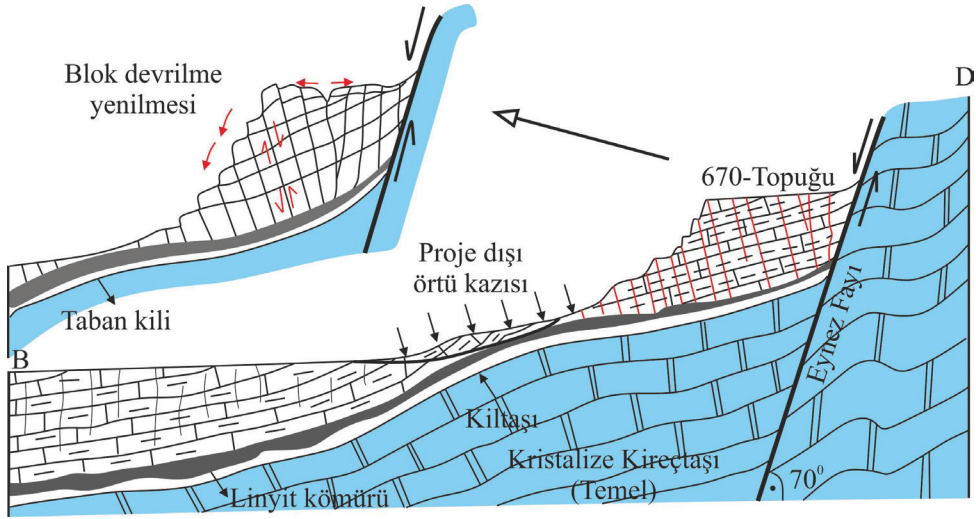 Blok devrilme
yenilmesi
D
670-Topuğu
Proje dışı
örtü kazısı
Taban kili
B
Eynez Fayı
Kiltaşı
Kristalize Kireçtaşı
(Temel)
Linyit kömürü
70⁰